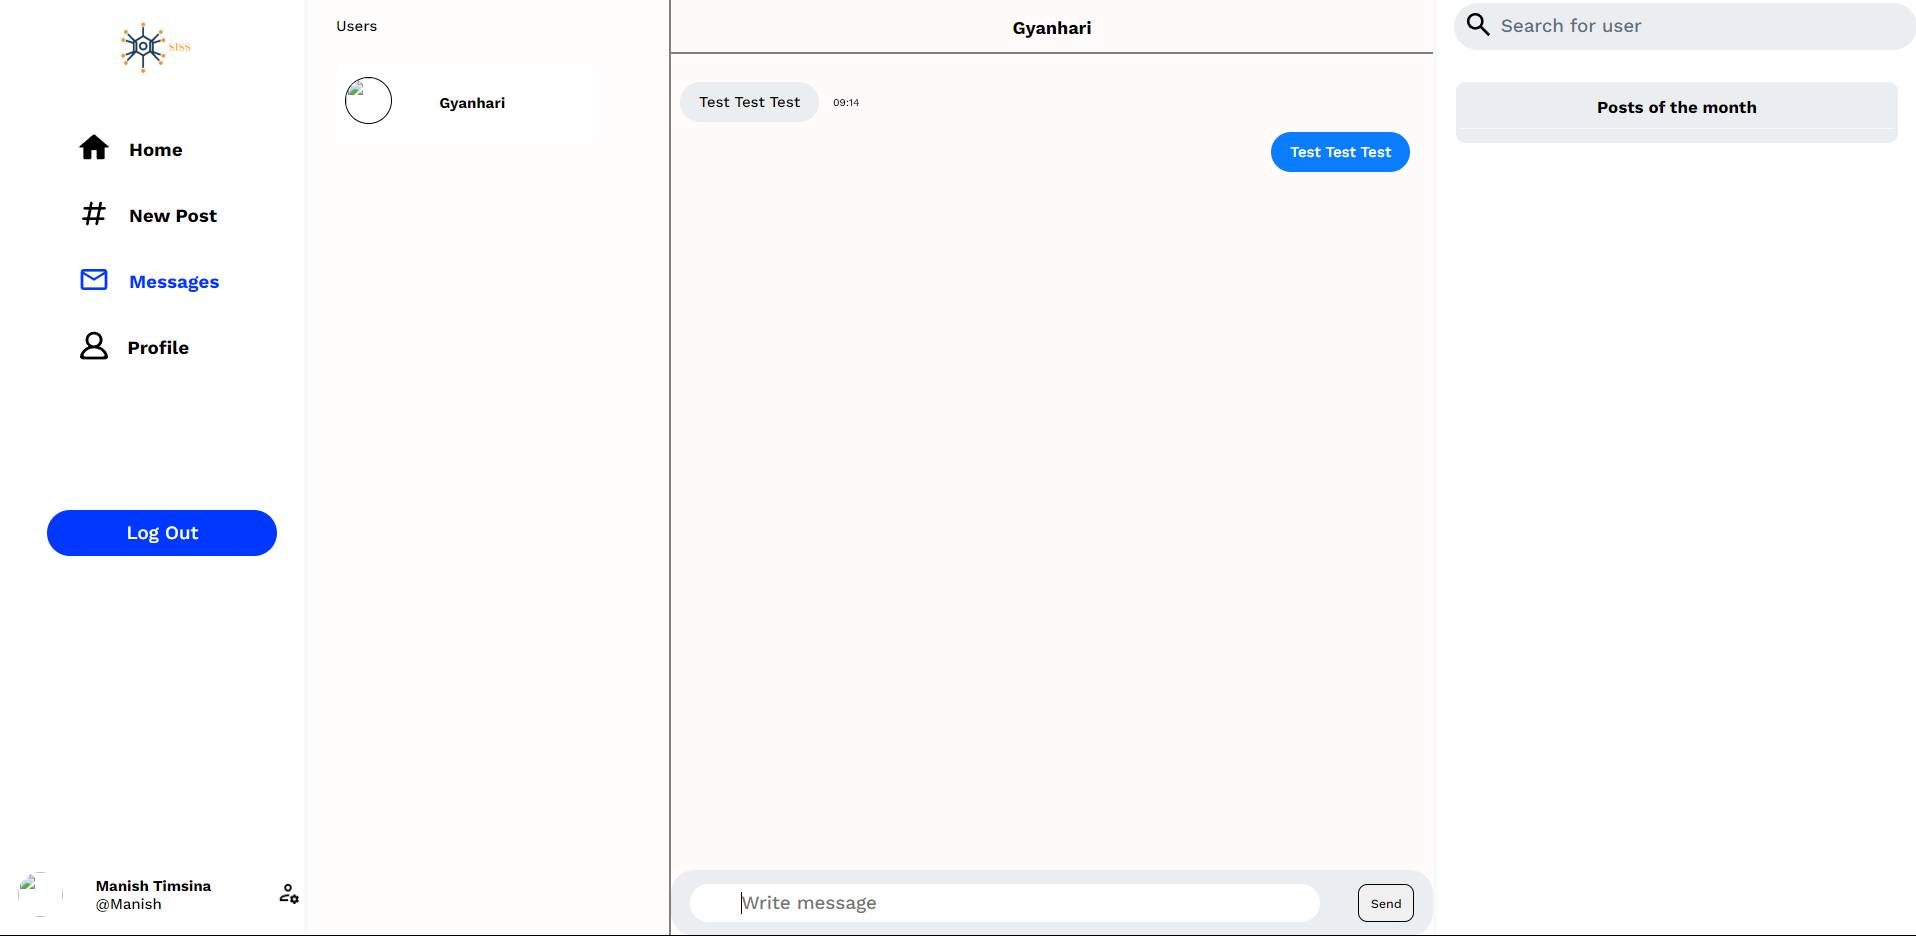 SISS
Home
New Post
Messages
Profile
Log Out
Manish Timsina
@Manish
Users
Gyanhari
Gyanhari
Test Test Test
09:14
Test Test Test
Write message
Send
Search for user
Posts of the month